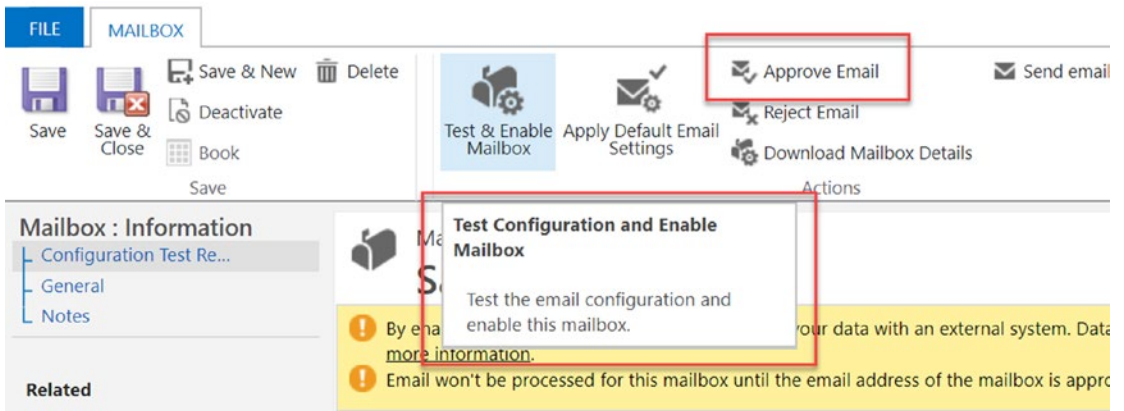 FILE
MAILBOX
Save
Save &
Close
Save & New
Delete
Deactivate
Book
Save
Test & Enable
Mailbox
Apply Default Email
Settings
Approve Email
Reject Email
Download Mailbox Details
Send email
Actions
Mailbox : Information
Configuration Test Re...
General
Notes
Related
Test Configuration and Enable
Mailbox
Test the email configuration and
enable this mailbox.
By ena
our data with an external system. Data
more information.
Email won't be processed for this mailbox until the email address of the mailbox is appro